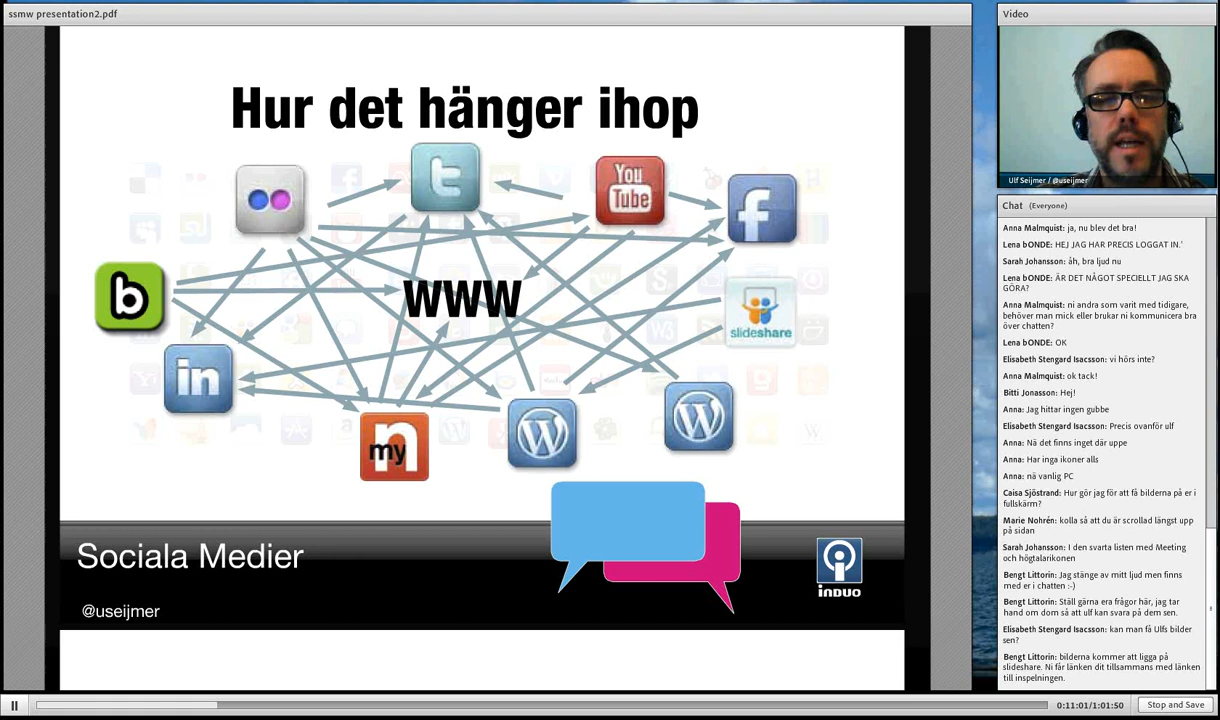 ssmw presentation2.pdf
Hur det hänger ihop
t
You
Tube
f
b
WWW
slideshare
in
my n
W
W
Sociala Medier
@useijmer
INDUO
Video
Ulf Seijmer / @useijmer
Chat (Everyone)
Anna Malmquist: ja, nu blev det bra!
Lena bONDE: HEJ JAG HAR PRECIS LOGGAT IN.'
Sarah Johansson: åh, bra ljud nu
Lena bONDE: ÄR DET NÅGOT SPECIELLT JAG SKA
GÖRA?
Anna Malmquist: ni andra som varit med tidigare,
behöver man mick eller brukar ni kommunicera bra
över chatten?
Lena bONDE: OK
Elisabeth Stengard Isacsson: vi hörs inte?
Anna Malmquist: ok tack!
Bitti Jonasson: Hej!
Anna: Jag hittar ingen gubbe
Elisabeth Stengard Isacsson: Precis ovanför ulf
Anna: Nä det finns inget där uppe
Anna: Har inga ikoner alls
Anna: nä vanlig PC
Caisa Sjöstrand: Hur gör jag för att få bilderna på er i
fullskärm?
Marie Nohrén: kolla så att du är scrollad längst upp
på sidan
Sarah Johansson: I den svarta listen med Meeting
och högtalarikonen
Bengt Littorin: Jag stänge av mitt ljud men finns
med er i chatten :-)
Bengt Littorin: Ställ gärna era frågor här, jag tar
hand om dom så att ulf kan svara på dem sen.
Elisabeth Stengard Isacsson: kan man få Ulfs bilder
sen?
Bengt Littorin: bilderna kommer att ligga på
slideshare. Ni får länken dit tillsammans med länken
till inspelningen.
0:11:01/1:01:50
Stop and Save